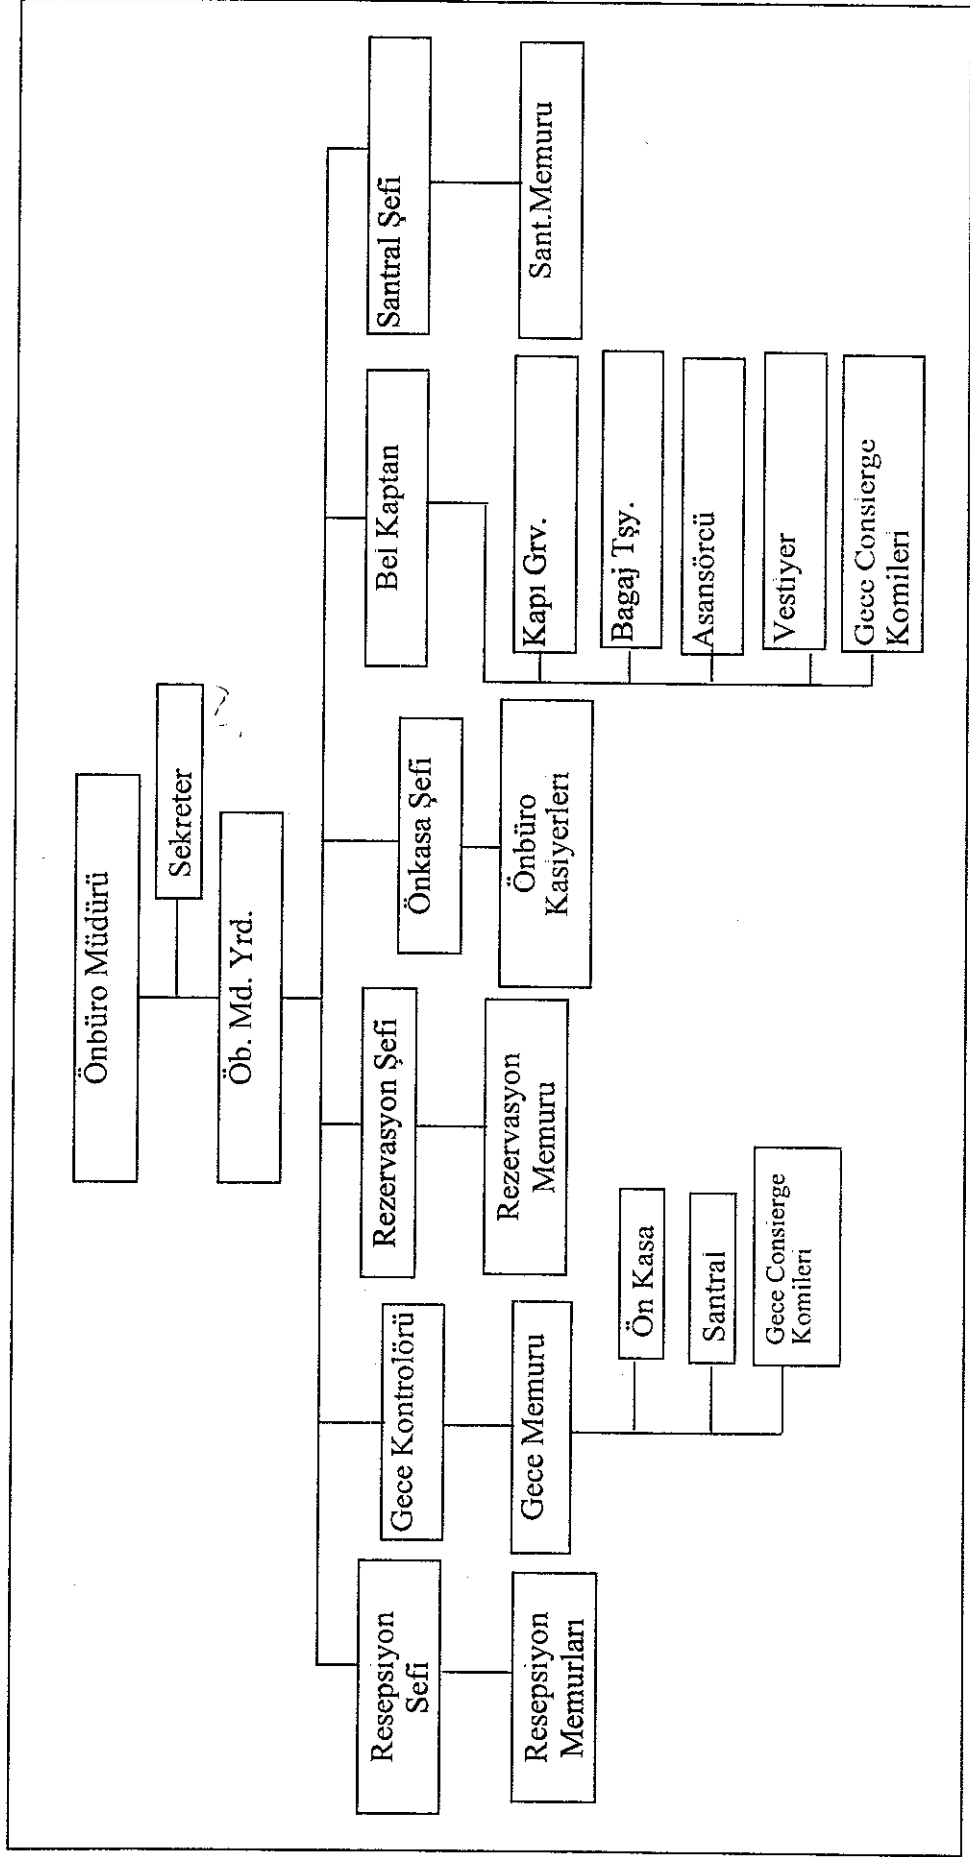 Önbüro Müdürü
Sekreter
Öb. Md. Yrd.
Resepsiyon
Sefi
Gece Kontrolörü
Rezervasyon Şefi
Önkasa Şefi
Bel Kaptan
Santral Şefi
Resepsiyon
Memurları
Gece Memuru
Rezervasyon
Memuru
Önbüro
Kasiyerleri
Kapı Grv.
Sant.Memuru
Ön Kasa
Bagaj Tşy.
Santral
Asansörcü
Gece Consierge
Komileri
Vestiyer
Gece Consierge
Komileri